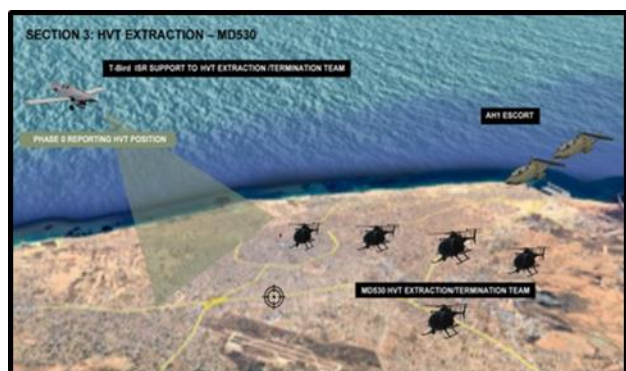 SECTION 3: HVT EXTRACTION – MD530
T-Bird ISR SUPPORT TO HVT EXTRACTION /TERMINATION TEAM
AH1 ESCORT
PHASE 0 REPORTING HVT POSITION
MD530 HVT EXTRACTION/TERMINATION TEAM